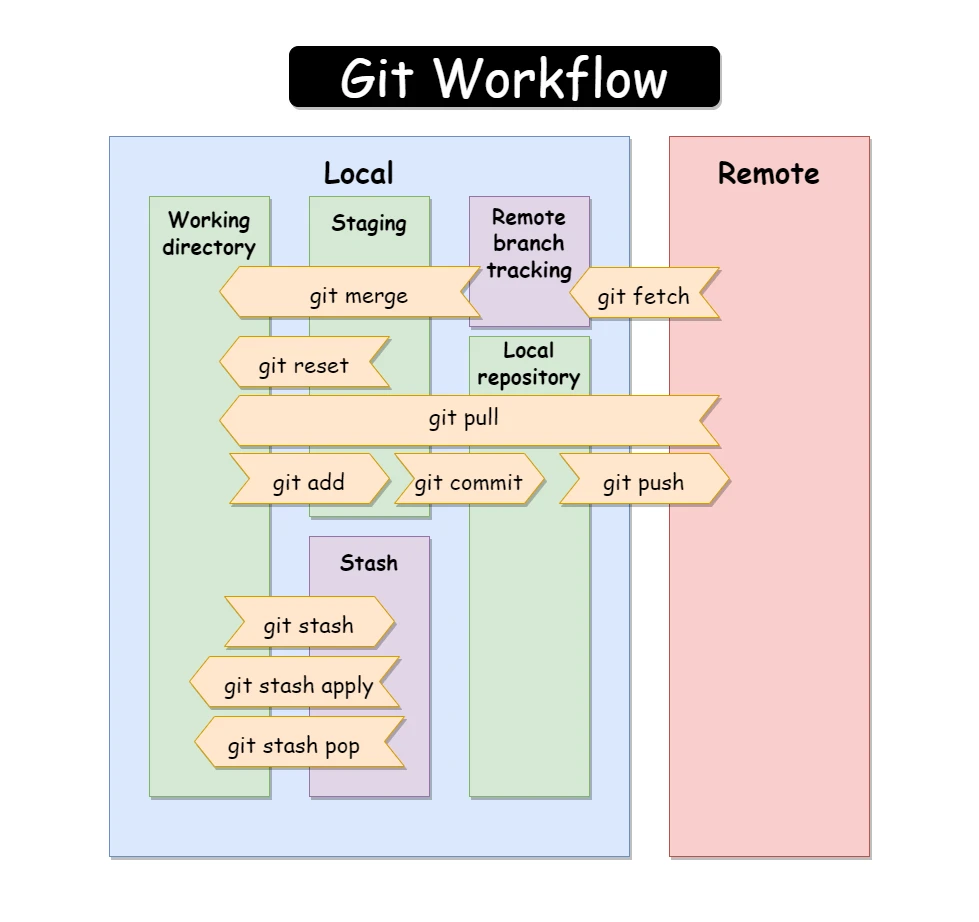 Git Workflow
Local
Remote
Working
directory
Staging
Remote
branch
tracking
git merge
git fetch
git reset
Local
repository
git pull
git add
git commit
git push
Stash
git stash
git stash apply
git stash pop